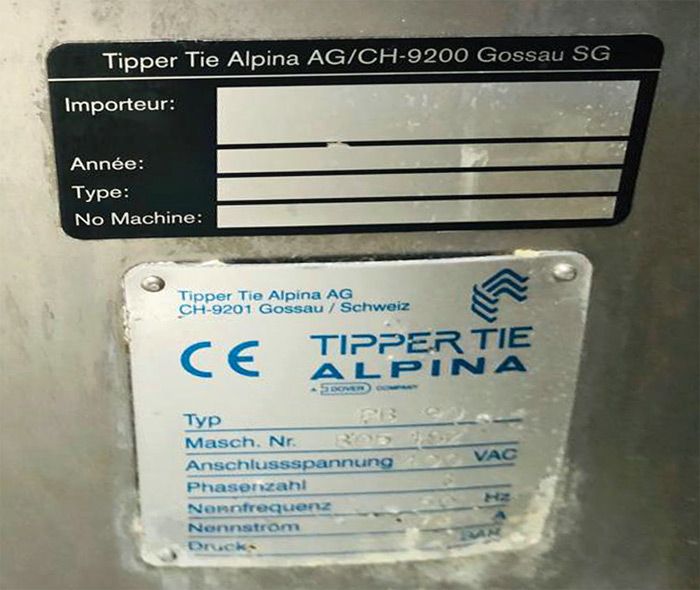 Tipper Tie Alpina AG/CH-9200 Gossau SG
Importeur:
Année:
Type:
No Machine:
Tipper Tie Alpina AG
CH-9201 Gossau / Schweiz
CE TIPPER TIE
ALPINA
A DOVER COMPANY
Typ
Masch. Nr.
Anschlussspannung VAC
Phasenzahl
Nennfrequenz Hz
Nennström A
Druck BAR